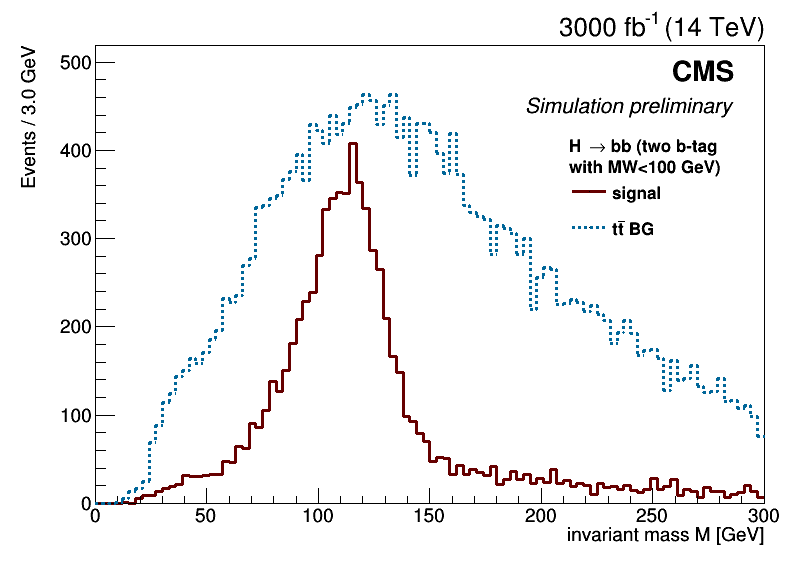 3000 fb-1 (14 TeV)
CMS
Simulation preliminary
H → bb (two b-tag
with MW<100 GeV)
signal
tt̄ BG
Events / 3.0 GeV
500
400
300
200
100
0
0 50 100 150 200 250 300
invariant mass M [GeV]